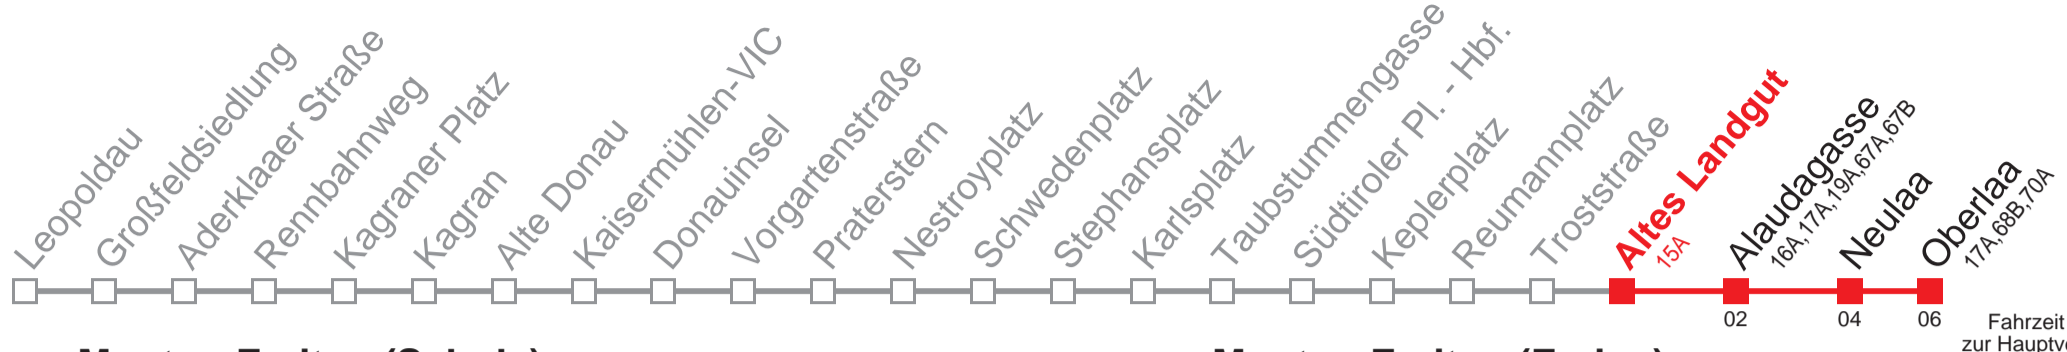 Leopoldau
Großfeldsiedlung
Aderklaaer Straße
Rennbahnweg
Kagraner Platz
Kagran
Alte Donau
Kaisermühlen-VIC
Donauinsel
Vorgartenstraße
Praterstern
Nestroyplatz
Schwedenplatz
Stephansplatz
Karlsplatz
Taubstummengasse
Südtiroler Pl. - Hbf.
Keplerplatz
Reumannplatz
Troststraße
Altes Landgut
15A
Alaudagasse
16A,17A,19A,67A,67B
Neulaa
Oberlaa
17A,68B,70A
02
04
06
Fahrzeit